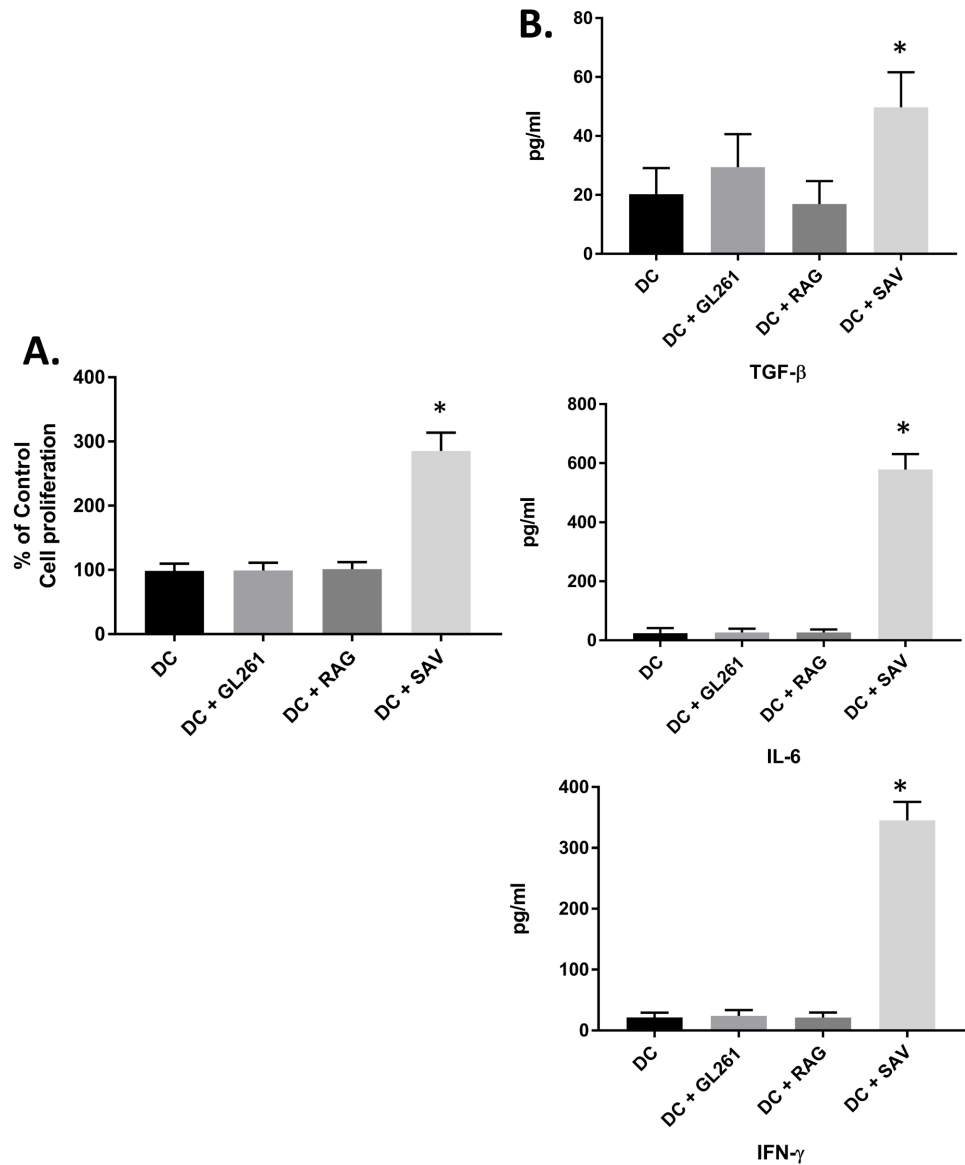 A.
% of Control
Cell proliferation
400
300
200
100
0
*
DC
DC + GL261
DC + RAG
DC + SAV
B.
pg/ml
80
60
40
20
0
*
DC
DC + GL261
DC + RAG
DC + SAV
TGF-β
pg/ml
800
600
400
200
0
*
DC
DC + GL261
DC + RAG
DC + SAV
IL-6
pg/ml
400
300
200
100
0
*
DC
DC + GL261
DC + RAG
DC + SAV
IFN-γ